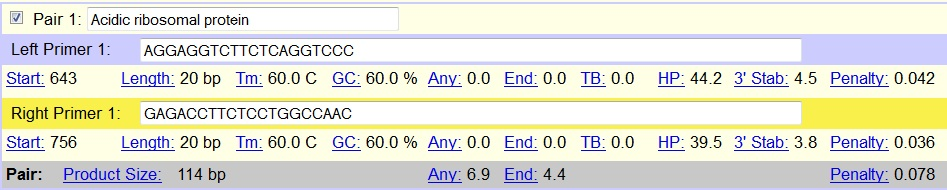 Pair 1: Acidic ribosomal protein
Left Primer 1: AGGAGGTCTTCTCAGGTCCC
Start: 643 Length: 20 bp Tm: 60.0 C GC: 60.0 % Any: 0.0 End: 0.0 TB: 0.0 HP: 44.2 3' Stab: 4.5 Penalty: 0.042
Right Primer 1: GAGACCTTCTCCTGGCCAAC
Start: 756 Length: 20 bp Tm: 60.0 C GC: 60.0 % Any: 0.0 End: 0.0 TB: 0.0 HP: 39.5 3' Stab: 3.8 Penalty: 0.036
Pair: Product Size: 114 bp Any: 6.9 End: 4.4 Penalty: 0.078